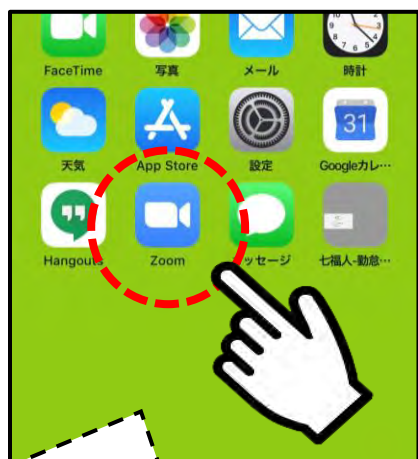 FaceTime 写真 メール 時計
天気 App Store 設定 31 Googleカレ…
Hangouts Zoom ッセージ 七福人-勤怠…